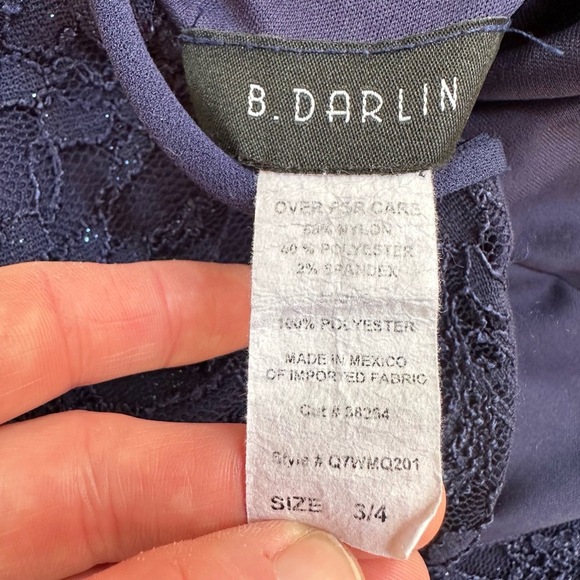 B. DARLIN
OVER FOR CARE
58% NYLON
40 % POLYESTER
2% SPANDEX
100% POLYESTER
MADE IN MEXICO
OF IMPORTED FABRIC
Cut #
Style # Q7WMQ201
SIZE 3/4